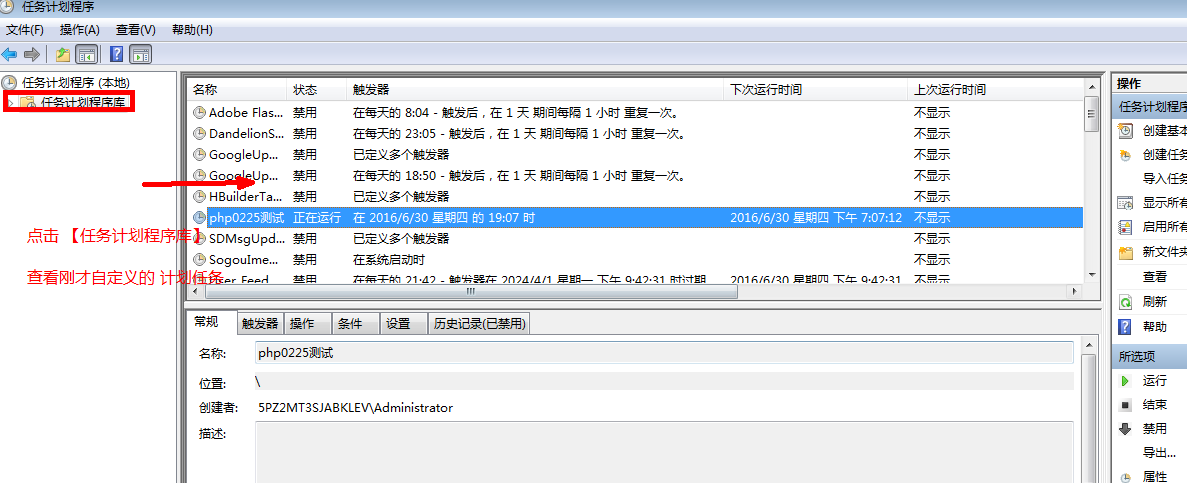 任务计划程序
文件(F) 操作(A) 查看(V) 帮助(H)
任务计划程序 (本地)
任务计划程序库
名称 状态 触发器 下次运行时间 上次运行时间
Adobe Flas... 禁用 在每天的 8:04 - 触发后，在 1 天 期间每隔 1 小时 重复一次。 不显示
DandelionS... 禁用 在每天的 23:05 - 触发后，在 1 天 期间每隔 1 小时 重复一次。 不显示
GoogleUp... 禁用 已定义多个触发器 不显示
GoogleUp... 禁用 在每天的 18:50 - 触发后，在 1 天 期间每隔 1 小时 重复一次。 不显示
HBuilderTa... 禁用 已定义多个触发器 不显示
php0225测试 正在运行 在 2016/6/30 星期四 的 19:07 时 2016/6/30 星期四 下午 7:07:12 不显示
SDMsgUpd... 禁用 已定义多个触发器 不显示
SogouIme... 禁用 在系统启动时 不显示
User_Feed... 禁用 在每天的 21:42 - 触发器在 2024/4/1 星期一 下午 9:42:31 时过期 2016/6/30 星期四 下午 9:42:31 不显示
点击 【任务计划程序库】
查看刚才自定义的 计划任务
常规 触发器 操作 条件 设置 历史记录(已禁用)
名称: php0225测试
位置: \
创建者: 5PZ2MT3SJABKLEV\Administrator
描述:
操作
任务计划程序
创建基本
创建任务
导入任务
显示所有
启用所有
新文件夹
查看
刷新
帮助
所选项
运行
结束
禁用
导出...
属性